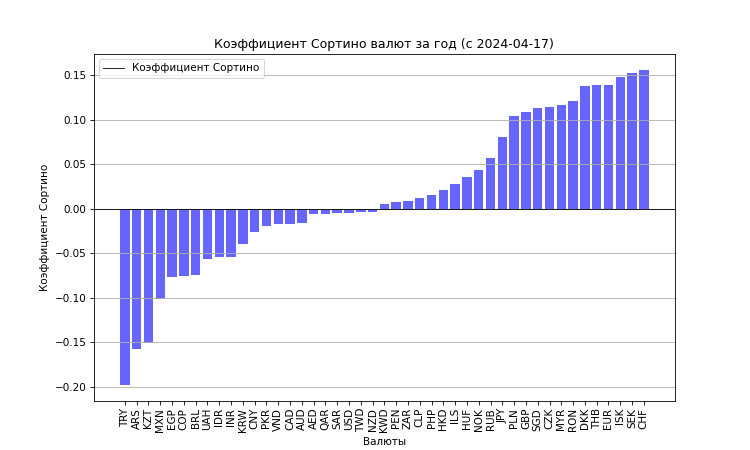 Коэффициент Сортино валют за год (с 2024-04-17)
Коэффициент Сортино
Коэффициент Сортино
0.15
0.10
0.05
0.00
−0.05
−0.10
−0.15
−0.20
TRY
ARS
KZT
MXN
EGP
COP
BRL
UAH
IDR
INR
KRW
CNY
PKR
VND
CAD
AUD
AED
QAR
SAR
USD
TWD
NZD
KWD
PEN
ZAR
CLP
PHP
HKD
ILS
HUF
NOK
RUB
JPY
PLN
GBP
SGD
CZK
MYR
RON
DKK
THB
EUR
ISK
SEK
CHF
Валюты